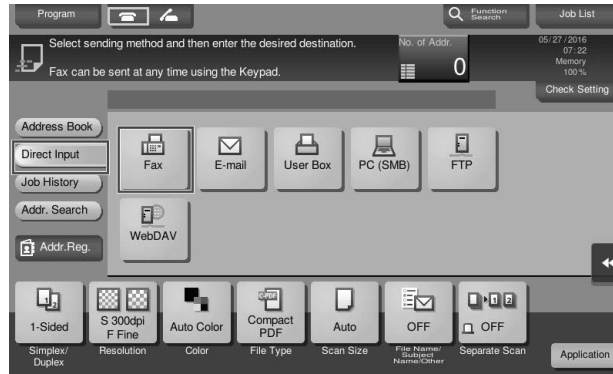 Program
Function
Search
Job List
Select sending method and then enter the desired destination.
Fax can be sent at any time using the Keypad.
No. of Addr.
0
05/27/2016
07:22
Memory
100 %
Check Setting
Address Book
Direct Input
Job History
Addr. Search
Addr.Reg.
Fax
E-mail
User Box
PC (SMB)
FTP
WebDAV
1-Sided
S 300dpi
F Fine
Auto Color
Compact
PDF
Auto
OFF
OFF
Simplex/
Duplex
Resolution
Color
File Type
Scan Size
File Name/
Subject
Name/Other
Separate Scan
Application